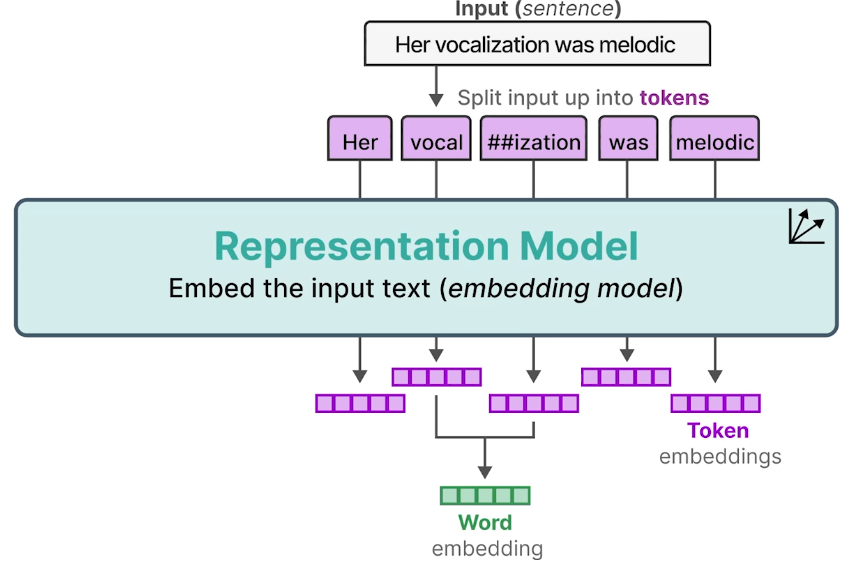 Input (sentence)
Her vocalization was melodic
Split input up into tokens
Her vocal ##ization was melodic
Representation Model
Embed the input text (embedding model)
Token
embeddings
Word
embedding